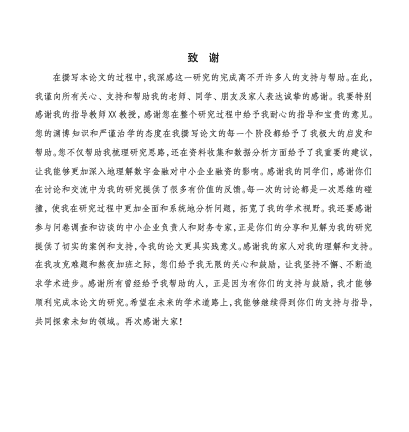 致 谢
在撰写本论文的过程中,我深感这一研究的完成离不开许多人的支持与帮助。在此,
我谨向所有关心、支持和帮助我的老师、同学、朋友及家人表达诚挚的感谢。我要特别
感谢我的指导教师 XX 教授,感谢您在整个研究过程中给予我耐心的指导和宝贵的意见。
您的渊博知识和严谨治学的态度在我撰写论文的每一个阶段都给予了我极大的启发和
帮助。您不仅帮助我梳理研究思路,还在资料收集和数据分析方面给予了我重要的建议,
让我能够更加深入地理解数字金融对中小企业融资的影响。感谢我的同学们,感谢你们
在讨论和交流中为我的研究提供了很多有价值的反馈。每一次的讨论都是一次思维的碰
撞,使我在研究过程中更加全面和系统地分析问题,拓宽了我的学术视野。我还要感谢
参与问卷调查和访谈的中小企业负责人和财务专家,正是你们的分享和见解为我的研究
提供了切实的案例和支持,令我的论文更具实践意义。感谢我的家人对我的理解和支持。
在我攻克难题和熬夜加班之际,您们给予我无限的关心和鼓励,让我坚持不懈、不断追
求学术进步。感谢所有曾经给予我帮助的人,正是因为有你们的支持与鼓励,我才能够
顺利完成本论文的研究。希望在未来的学术道路上,我能够继续得到你们的支持与指导,
共同探索未知的领域。再次感谢大家!